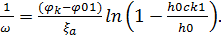 1/ω = (φₖ−φ01)/ξₐ ln(1 − h0ck1/h0).